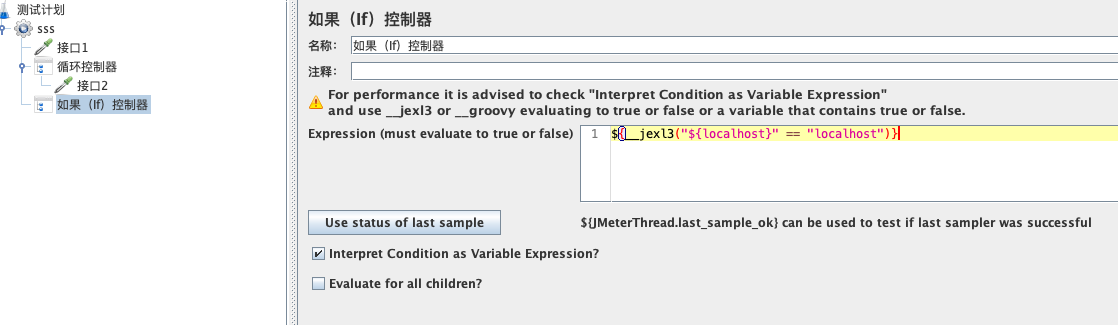 测试计划
sss
接口1
循环控制器
接口2
如果（If）控制器
如果（If）控制器
名称： 如果（If）控制器
注释：
For performance it is advised to check "Interpret Condition as Variable Expression"
and use __jexl3 or __groovy evaluating to true or false or a variable that contains true or false.
Expression (must evaluate to true or false) 1 ${__jexl3("${localhost}" == "localhost")}
Use status of last sample ${JMeterThread.last_sample_ok} can be used to test if last sampler was successful
Interpret Condition as Variable Expression?
Evaluate for all children?